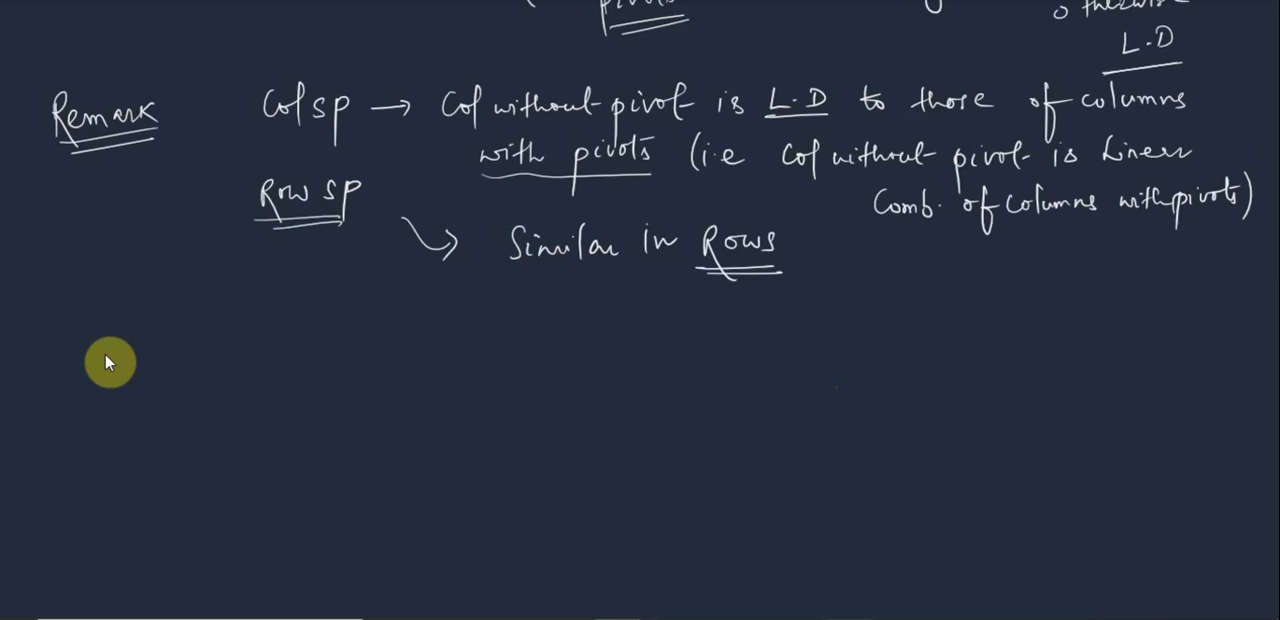 otherwise
L.D
Remark Col sp → Col without pivot is L.D to those of columns
with pivots (i.e Col without pivot is Linear
Comb. of columns with pivots)
Row sp
Similar in Rows